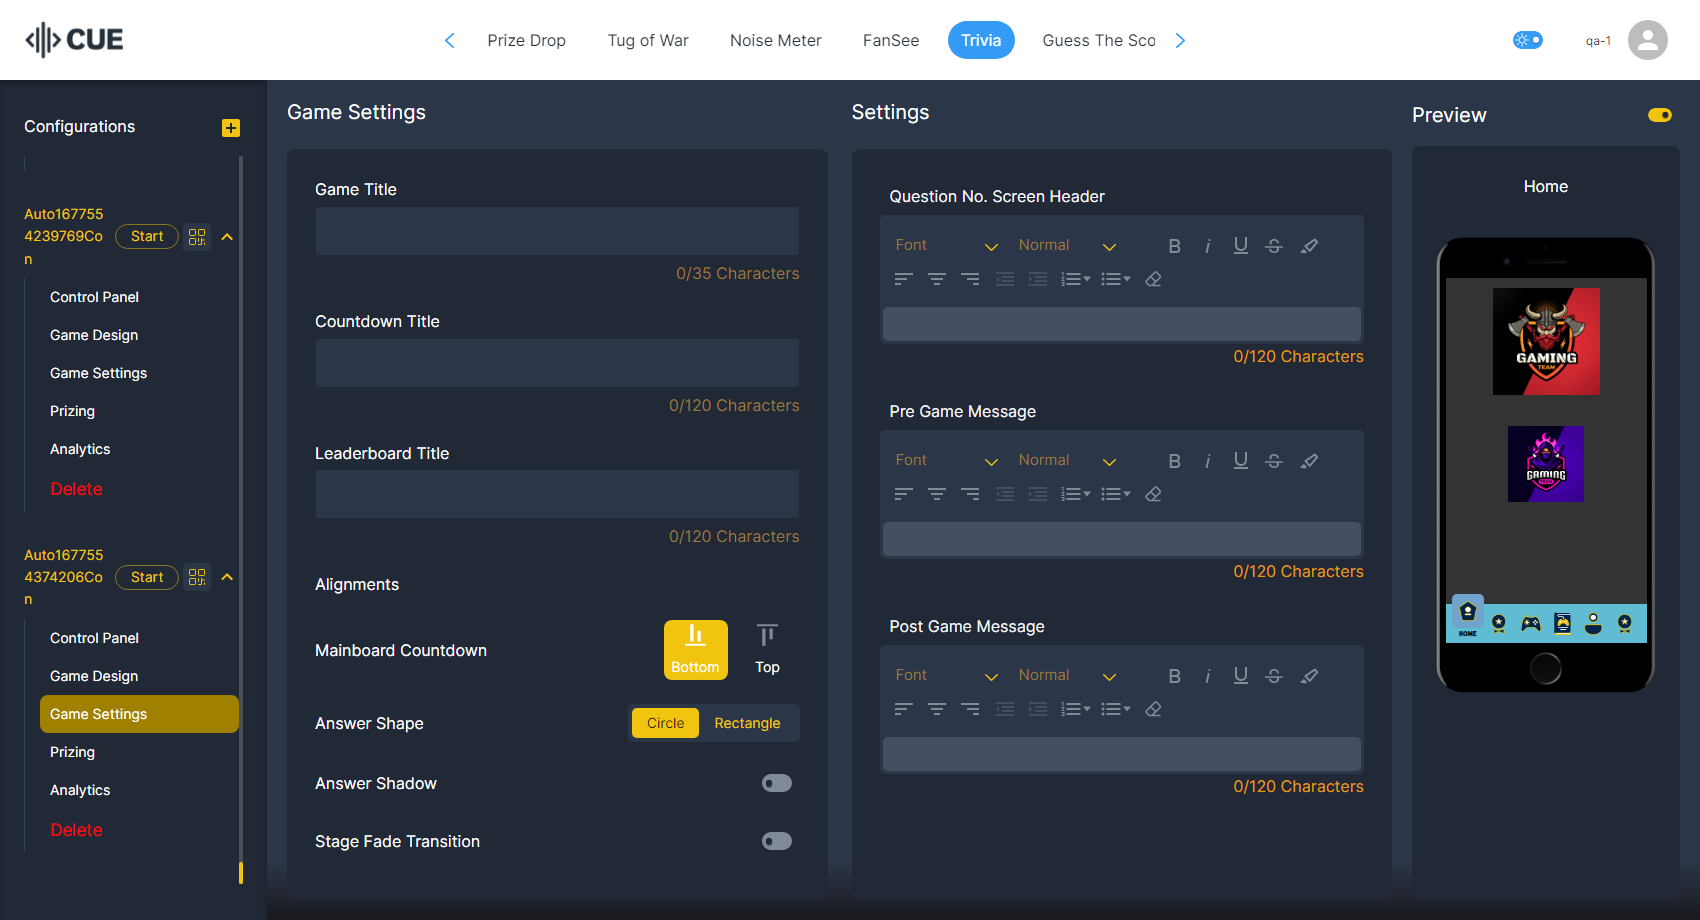 CUE
Prize Drop
Tug of War
Noise Meter
FanSee
Trivia
Guess The Sco
qa-1
Configurations
Auto167755
4239769Co
n
Start
Control Panel
Game Design
Game Settings
Prizing
Analytics
Delete
Auto167755
4374206Co
n
Start
Control Panel
Game Design
Game Settings
Prizing
Analytics
Delete
Game Settings
Game Title
0/35 Characters
Countdown Title
0/120 Characters
Leaderboard Title
0/120 Characters
Alignments
Mainboard Countdown
Bottom
Top
Answer Shape
Circle
Rectangle
Answer Shadow
Stage Fade Transition
Settings
Question No. Screen Header
Font
Normal
0/120 Characters
Pre Game Message
Font
Normal
0/120 Characters
Post Game Message
Font
Normal
0/120 Characters
Preview
Home
GAMING
TEAM
GAMING
TEAM
HOME